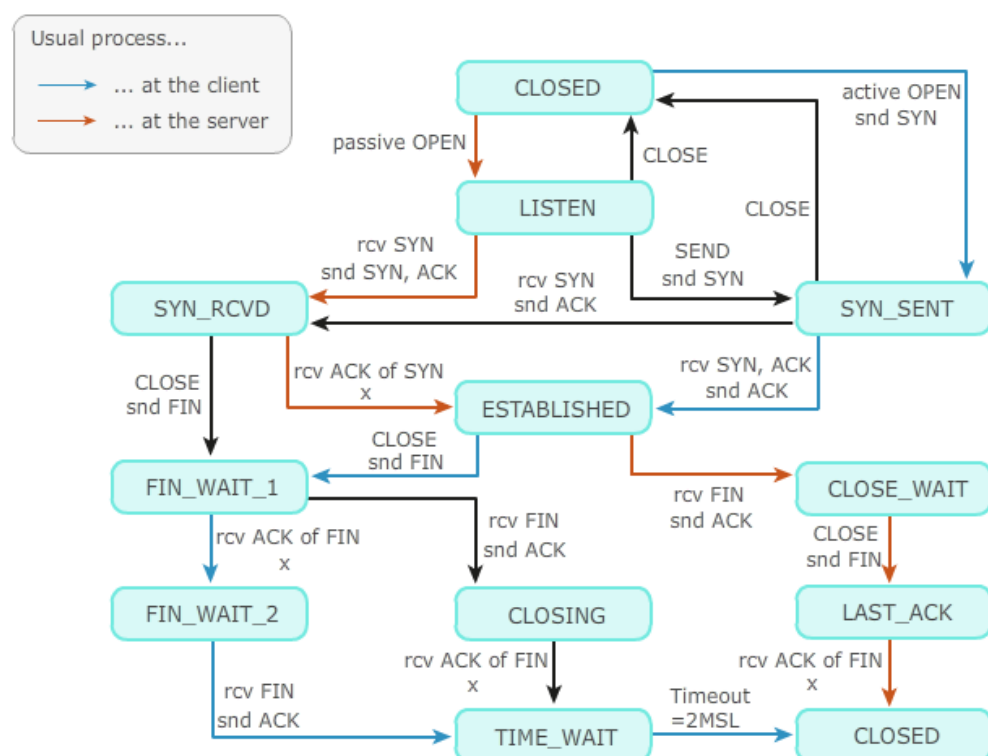 Usual process...
... at the client
... at the server
CLOSED
active OPEN
snd SYN
passive OPEN
CLOSE
LISTEN
CLOSE
rcv SYN
snd SYN, ACK
SEND
snd SYN
rcv SYN
snd ACK
SYN_RCVD
SYN_SENT
CLOSE
snd FIN
rcv ACK of SYN
x
rcv SYN, ACK
snd ACK
ESTABLISHED
CLOSE
snd FIN
FIN_WAIT_1
rcv FIN
snd ACK
CLOSE_WAIT
rcv ACK of FIN
x
rcv FIN
snd ACK
CLOSE
snd FIN
FIN_WAIT_2
CLOSING
LAST_ACK
rcv FIN
snd ACK
rcv ACK of FIN
x
rcv ACK of FIN
x
Timeout
=2MSL
TIME_WAIT
CLOSED